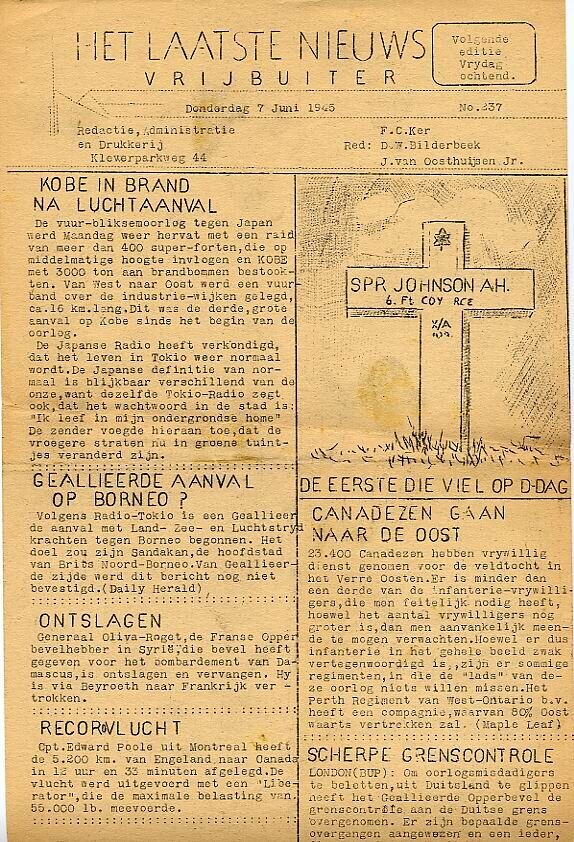 HET LAATSTE NIEUWS
VRIJBUITER
Volgende
editie
Vrydag
ochtend.
Donderdag 7 Juni 1945 No.237
Redactie, Administratie
en Drukkerij
Kleverparkweg 44
F.C.Ker
Red: D.W.Bilderbeek
J.van Oosthuijsen Jr.
KOBE IN BRAND
NA LUCHTAANVAL
De vuur-bliksemoorlog tegen Japan
werd Maandag weer hervat met een raid
van meer dan 400 super-forten,die op
middelmatige hoogte invlogen en KOBE
met 3000 ton aan brandbommen bestook-
ten. Van West naar Oost werd een vuur-
band over de industrie-wijken gelegd,
ca.16 km.lang.Dit was de derde,grote
aanval op Kobe sinds het begin van de
oorlog.
De Japanse Radio heeft verkondigd,
dat het leven in Tokio weer normaal
wordt.De Japanse definitie van nor-
maal is blijkbaar verschillend van de
onze,want dezelfde Tokio-Radio zegt
ook,dat het wachtwoord in de stad is:
"Ik leef in mijn ondergrondse home"
De zender voegde hieraan toe,dat de
vroegere straten nu in groene tuint-
jes veranderd zijn.
GEALLIEERDE AANVAL
OP BORNEO?
Volgens Radio-Tokio is een Geallieer
de aanval met Land- Zee- en Luchtstryd
krachten tegen Borneo begonnen. Het
doel zou zijn Sandakan,de hoofdstad
van Brits Noord-Borneo.Van Geallieer-
de zijde werd dit bericht nog niet
bevestigd.(Daily Herald)
ONTSLAGEN
Generaal Oliva-Roget,de Franse Opper
bevelhebber in Syrië,die bevel heeft
gegeven voor het bombardement van Da-
mascus,is ontslagen en vervangen. Hy
is via Beyroeth naar Frankrijk ver -
trokken.
RECORDVLUCHT
Cpt.Edward Poole uit Montreal heeft
de 5.200 km. van Engeland naar Canada
in 12 uur en 33 minuten afgelegd.De
vlucht werd uitgevoerd met een "Libe-
rator",die de maximale belasting van
55.000 lb. meevoerde.
SPR JOHNSON A.H.
6. Ft COY RCE
DE EERSTE DIE VIEL OP D-DAG
CANADEZEN GAAN
NAAR DE OOST
23.400 Canadezen hebben vrywillig
dienst genomen voor de veldtocht in
het Verre Oosten.Er is minder dan
een derde van de infanterie-vrywilli-
gers,die men feitelijk nodig heeft,
hoewel het aantal vrywilligers nog
groter is,dan men aanvankelijk meen-
de te mogen verwachten.Hoewel er dus
infanterie in het gehele beeld zwak
vertegenwoordigd is,zijn er sommige
regimenten,in die de "lads" van de-
ze oorlog niets willen missen.Het
Perth Regiment van West-Ontario b.v.
heeft een compagnie,waarvan 80% Oost
waarts vertrekken zal. (Maple Leaf)
SCHERPE GRENSCONTROLE
LONDON(BUP): Om oorlogsmisdadigers
te beletten,uit Duitsland te glippen
heeft het Geallieerde Opperbevel de
grenscontrôle aan de Duitse grens
overgenomen. Er zijn bepaalde grens-
overgangen aangewezen en een ieder,